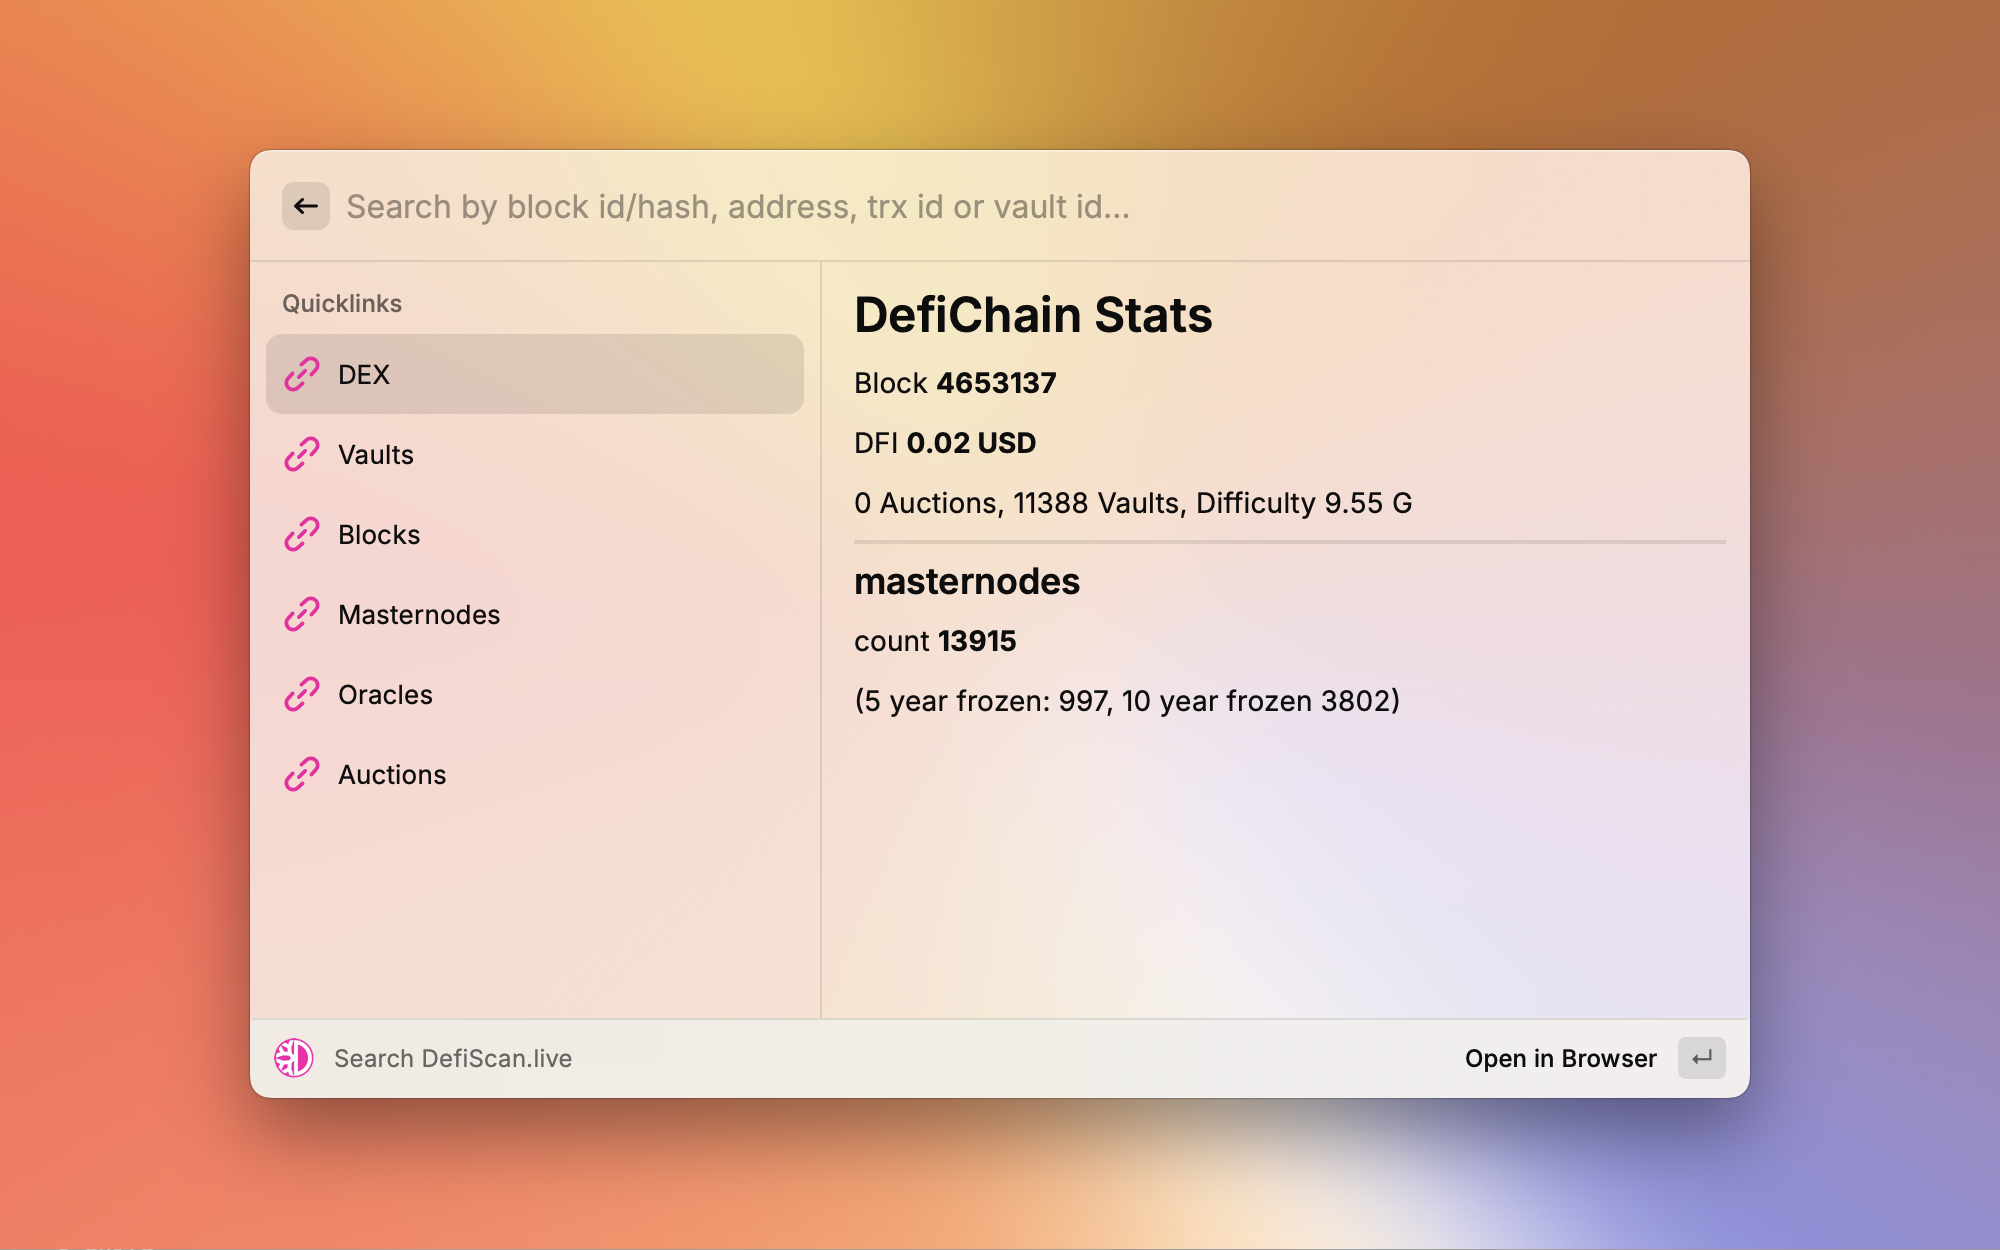 Search by block id/hash, address, trx id or vault id...
Quicklinks
DEX
Vaults
Blocks
Masternodes
Oracles
Auctions
DefiChain Stats
Block 4653137
DFI 0.02 USD
0 Auctions, 11388 Vaults, Difficulty 9.55 G
masternodes
count 13915
(5 year frozen: 997, 10 year frozen 3802)
Search DefiScan.live
Open in Browser